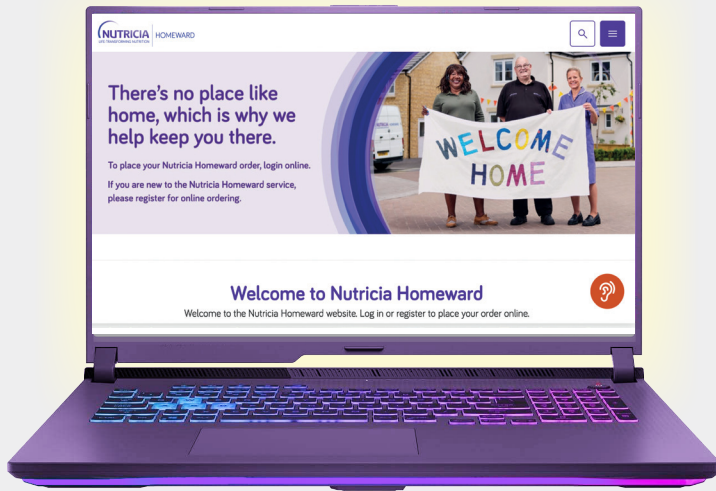 NUTRICIA
LIFE-TRANSFORMING NUTRITION
HOMEWARD
There's no place like
home, which is why we
help keep you there.
To place your Nutricia Homeward order, login online.
If you are new to the Nutricia Homeward service,
please register for online ordering.
WELCOME
HOME
Welcome to Nutricia Homeward
Welcome to the Nutricia Homeward website. Log in or register to place your order online.